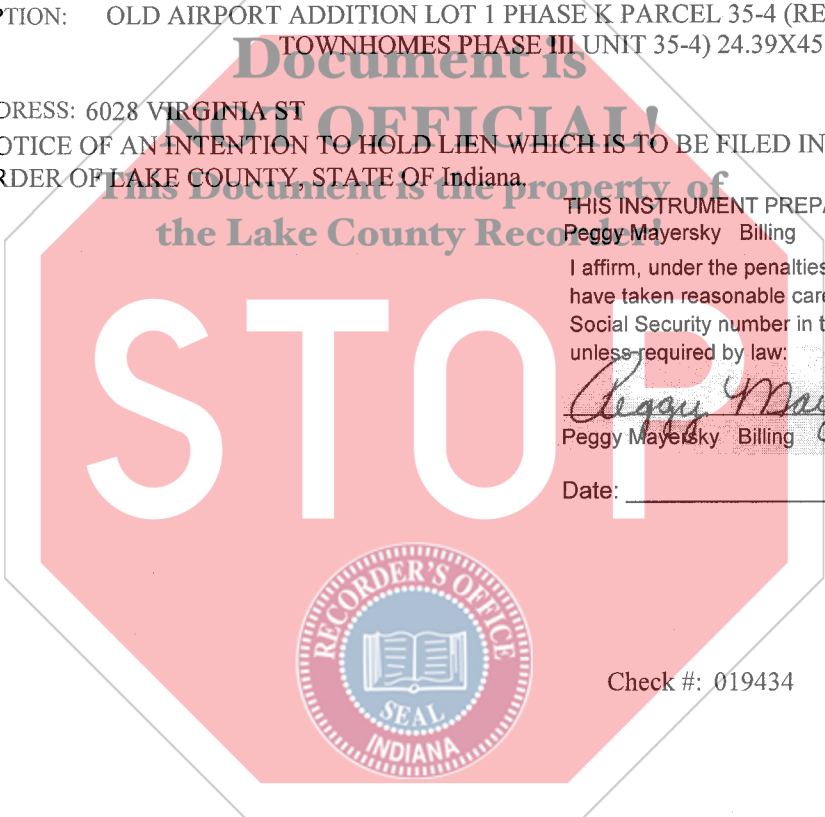 PTION: OLD AIRPORT ADDITION LOT 1 PHASE K PARCEL 35-4 (RE
TOWNHOMES PHASE III UNIT 35-4) 24.39X45
Document is
DRESS: 6028 VIRGINIA ST
NOT OFFICIAL!
OTICE OF AN INTENTION TO HOLD LIEN WHICH IS TO BE FILED IN
RDER OF LAKE COUNTY, STATE OF Indiana.
This Document is the property of
the Lake County Recorder!
THIS INSTRUMENT PREPA
Peggy Mayersky Billing
I affirm, under the penalties
have taken reasonable care
Social Security number in t
unless required by law:
Peggy May
Peggy Mayersky Billing
Date:
STOP
RECORDER'S OFFICE
SEAL
INDIANA
Check #: 019434